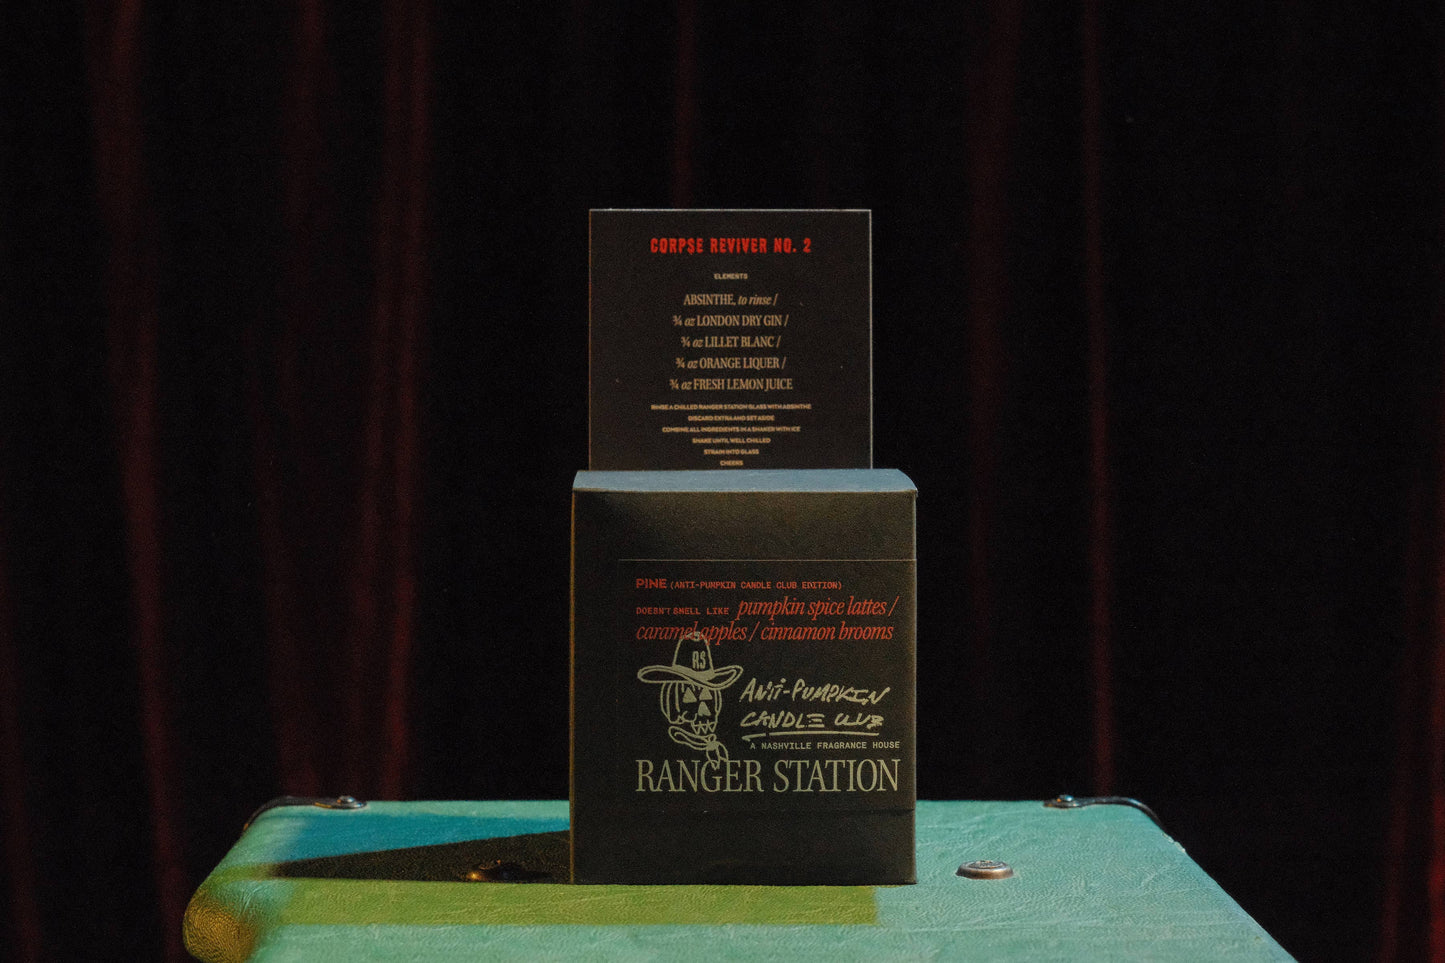 CORPSE REVIVER NO. 2
ELEMENTS
ABSINTHE, to rinse /
¾ oz LONDON DRY GIN /
¾ oz LILLET BLANC /
¾ oz ORANGE LIQUER /
¾ oz FRESH LEMON JUICE
RINSE A CHILLED RANGER STATION GLASS WITH ABSINTHE
DISCARD EXTRA AND SET ASIDE
COMBINE ALL INGREDIENTS IN A SHAKER WITH ICE
SHAKE UNTIL WELL CHILLED
STRAIN INTO GLASS
CHEERS
PINE (ANTI-PUMPKIN CANDLE CLUB EDITION)
DOESN'T SMELL LIKE pumpkin spice lattes /
caramel apples / cinnamon brooms
RS
ANTI-PUMPKIN
CANDLE CLUB
A NASHVILLE FRAGRANCE HOUSE
RANGER STATION